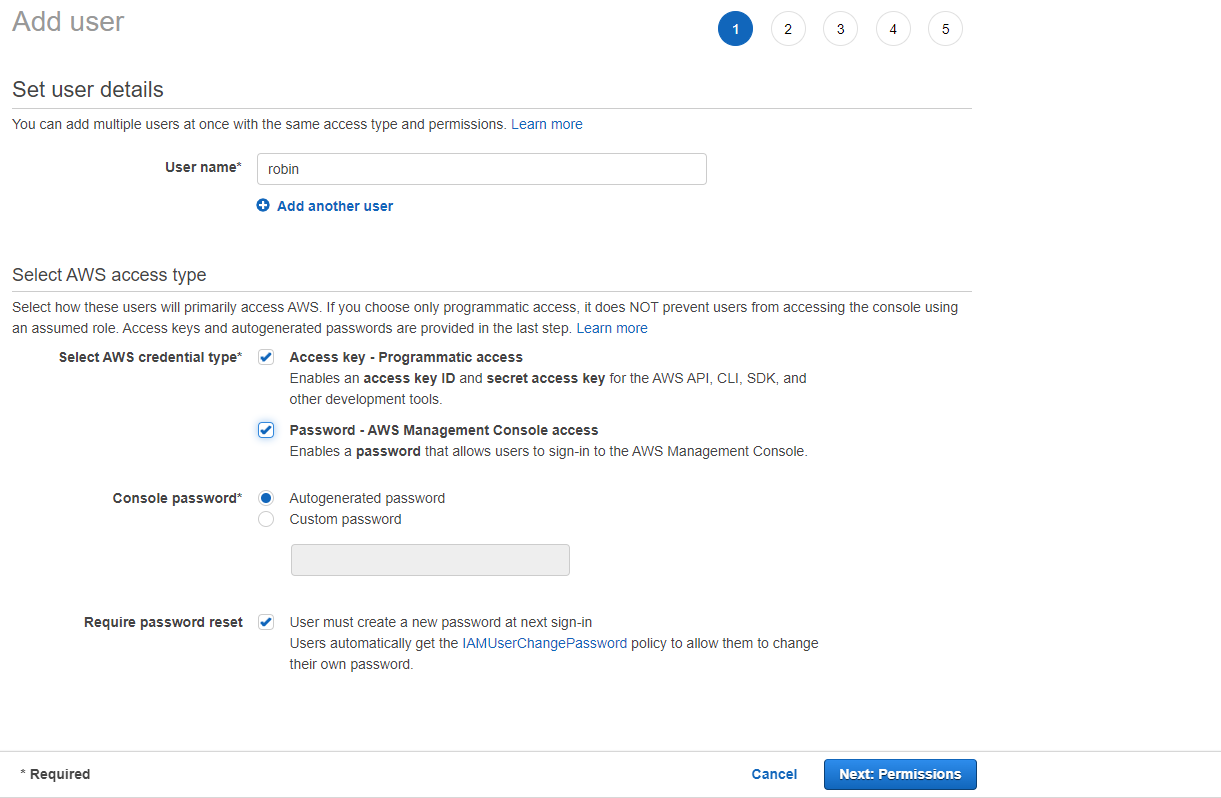 Add user
1 2 3 4 5
Set user details
You can add multiple users at once with the same access type and permissions. Learn more
User name* robin
Add another user
Select AWS access type
Select how these users will primarily access AWS. If you choose only programmatic access, it does NOT prevent users from accessing the console using
an assumed role. Access keys and autogenerated passwords are provided in the last step. Learn more
Select AWS credential type* Access key - Programmatic access
Enables an access key ID and secret access key for the AWS API, CLI, SDK, and
other development tools.
Password - AWS Management Console access
Enables a password that allows users to sign-in to the AWS Management Console.
Console password* Autogenerated password
Custom password
Require password reset User must create a new password at next sign-in
Users automatically get the IAMUserChangePassword policy to allow them to change
their own password.
* Required Cancel Next: Permissions